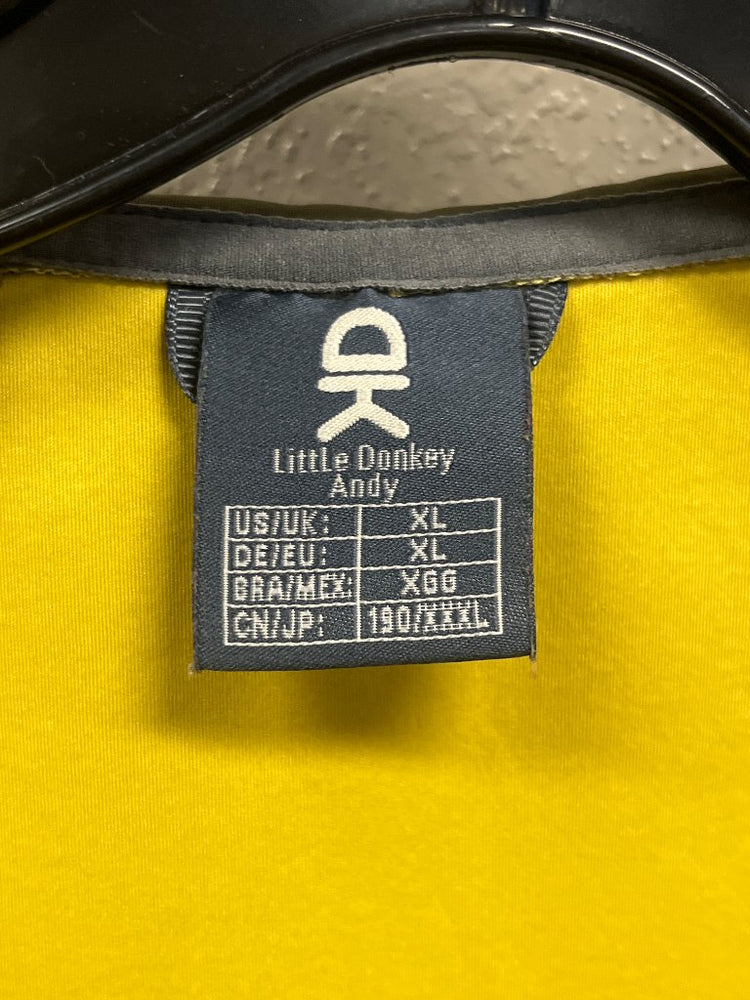 Little Donkey
Andy
US/UK: XL
DE/EU: XL
BRA/MEX: XGG
CN/JP: 190/XXXL